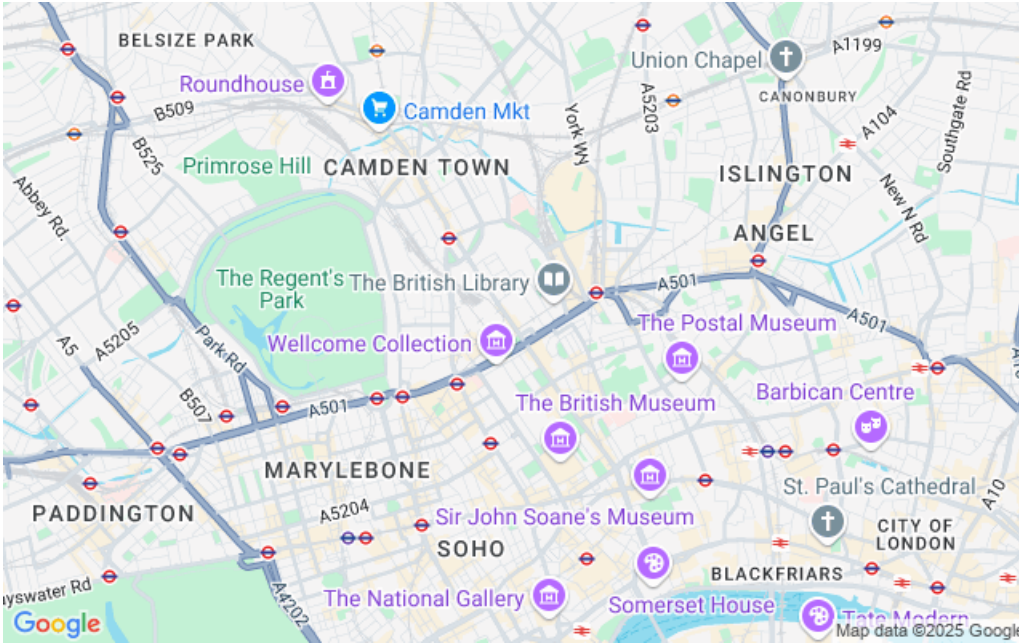 BELSIZE PARK
Union Chapel
A1199
Roundhouse
CANONBURY
B509
Camden Mkt
York WY
A5203
A104
Southgate Rd
B525
Primrose Hill
CAMDEN TOWN
ISLINGTON
Abbey Rd.
New N Rd
ANGEL
The Regent's
Park
The British Library
A501
A501
The Postal Museum
Park Rd
A5
A5205
Wellcome Collection
B507
A501
The British Museum
Barbican Centre
MARYLEBONE
St. Paul's Cathedral
A10
PADDINGTON
A5204
Sir John Soane's Museum
SOHO
CITY OF
LONDON
BLACKFRIARS
yswater Rd
A4202
The National Gallery
Somerset House
Tate Modern
Google
Map data ©2025 Google